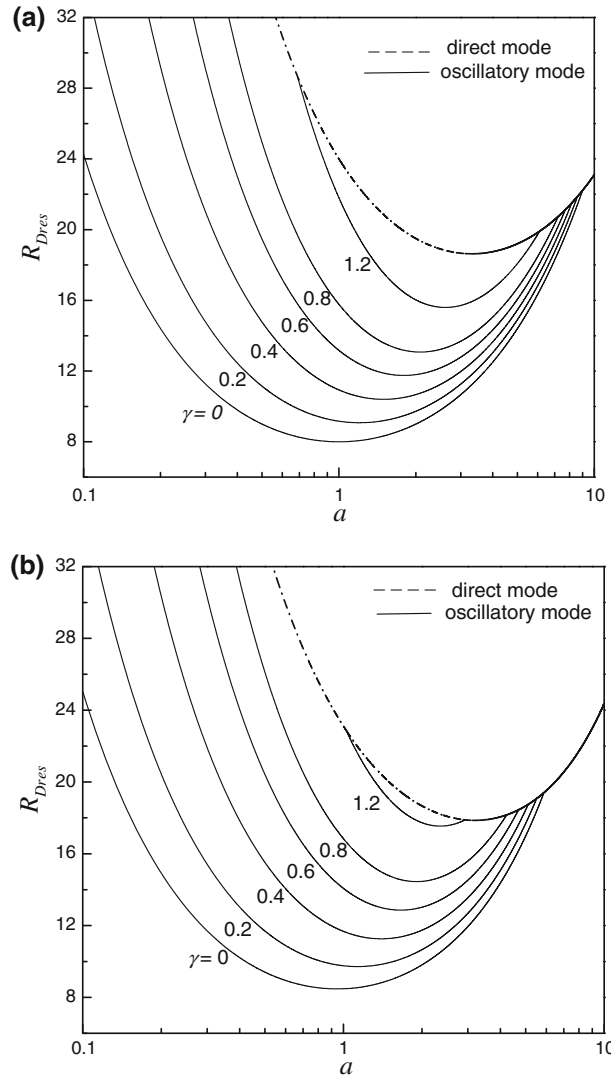 (a)
32
28
24
20
16
12
8
R_Dres
direct mode
oscillatory mode
1.2
0.8
0.6
0.4
0.2
γ= 0
0.1
1
10
a
(b)
32
28
24
20
16
12
8
R_Dres
direct mode
oscillatory mode
1.2
0.8
0.6
0.4
0.2
γ= 0
0.1
1
10
a